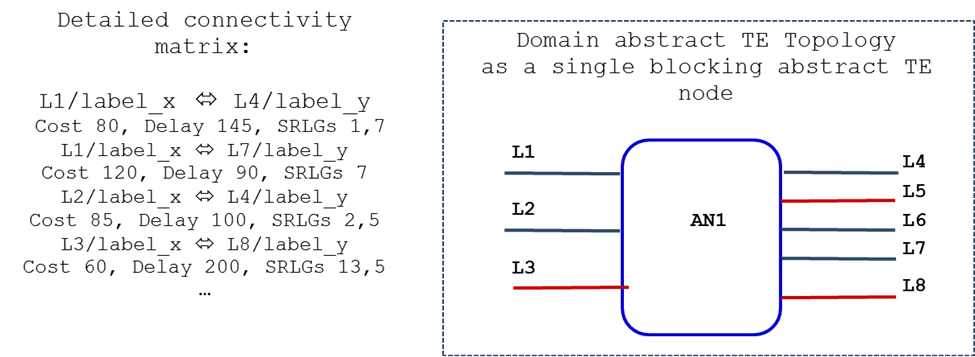 Detailed connectivity
matrix:
L1/label_x ⇔ L4/label_y
Cost 80, Delay 145, SRLGs 1,7
L1/label_x ⇔ L7/label_y
Cost 120, Delay 90, SRLGs 7
L2/label_x ⇔ L4/label_y
Cost 85, Delay 100, SRLGs 2,5
L3/label_x ⇔ L8/label_y
Cost 60, Delay 200, SRLGs 13,5
…
Domain abstract TE Topology
as a single blocking abstract TE
node
L1
L2
L3
AN1
L4
L5
L6
L7
L8